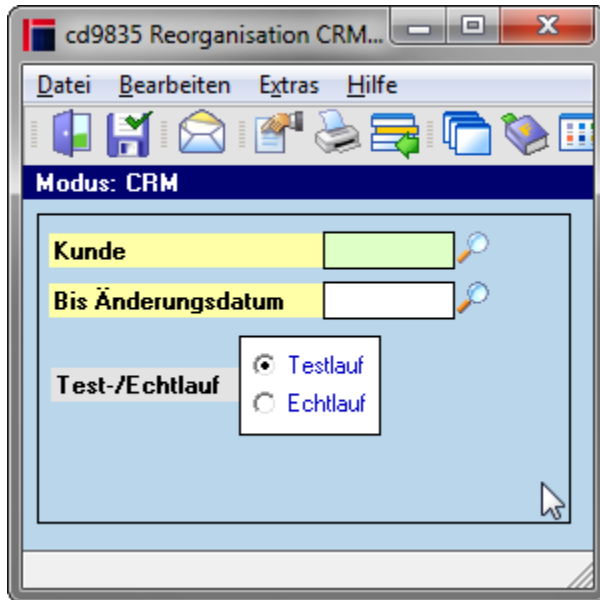 cd9835 Reorganisation CRM...
Datei Bearbeiten Extras Hilfe
Modus: CRM
Kunde
Bis Änderungsdatum
Test-/Echtlauf
Testlauf
Echtlauf